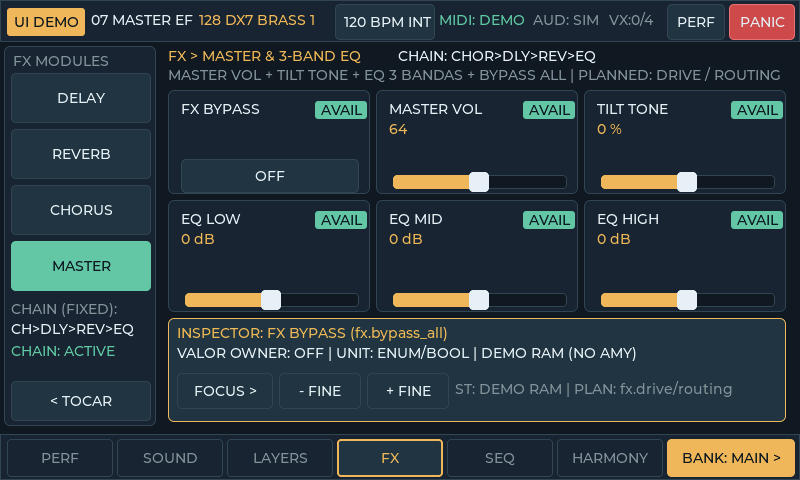 UI DEMO 07 MASTER EF 128 DX7 BRASS 1 120 BPM INT MIDI: DEMO AUD: SIM VX:0/4 PERF PANIC
FX MODULES
DELAY
REVERB
CHORUS
MASTER
CHAIN (FIXED):
CH>DLY>REV>EQ
CHAIN: ACTIVE
< TOCAR
FX > MASTER & 3-BAND EQ CHAIN: CHOR>DLY>REV>EQ
MASTER VOL + TILT TONE + EQ 3 BANDAS + BYPASS ALL | PLANNED: DRIVE / ROUTING
FX BYPASS AVAIL
OFF
MASTER VOL AVAIL
64
TILT TONE AVAIL
0 %
EQ LOW AVAIL
0 dB
EQ MID AVAIL
0 dB
EQ HIGH AVAIL
0 dB
INSPECTOR: FX BYPASS (fx.bypass_all)
VALOR OWNER: OFF | UNIT: ENUM/BOOL | DEMO RAM (NO AMY)
FOCUS > - FINE + FINE ST: DEMO RAM | PLAN: fx.drive/routing
PERF SOUND LAYERS FX SEQ HARMONY BANK: MAIN >